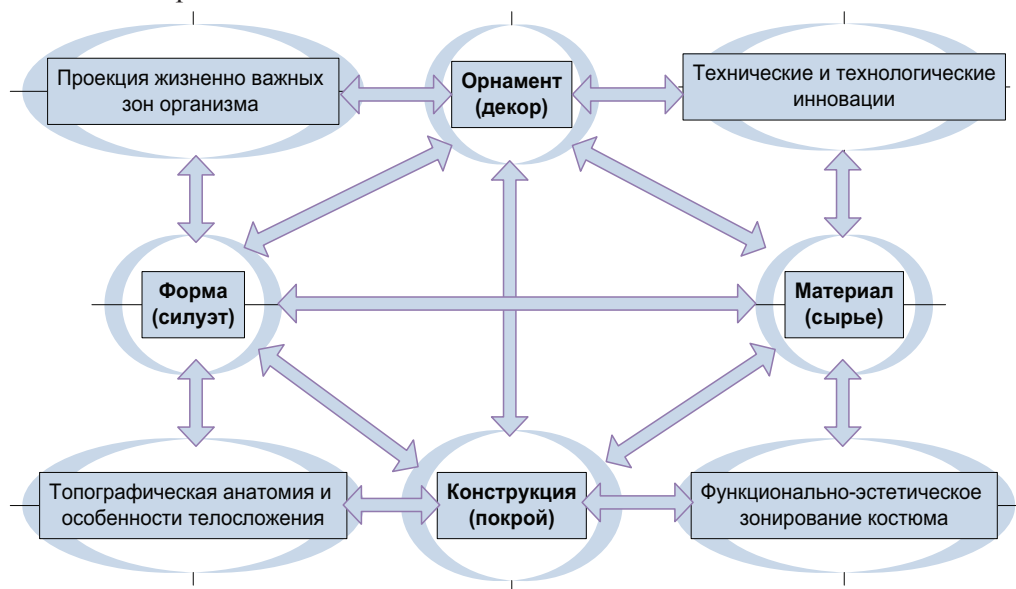 Проекция жизненно важных
зон организма
Орнамент
(декор)
Технические и технологические
инновации
Форма
(силуэт)
Материал
(сырье)
Топографическая анатомия и
особенности телосложения
Конструкция
(покрой)
Функционально-эстетическое
зонирование костюма